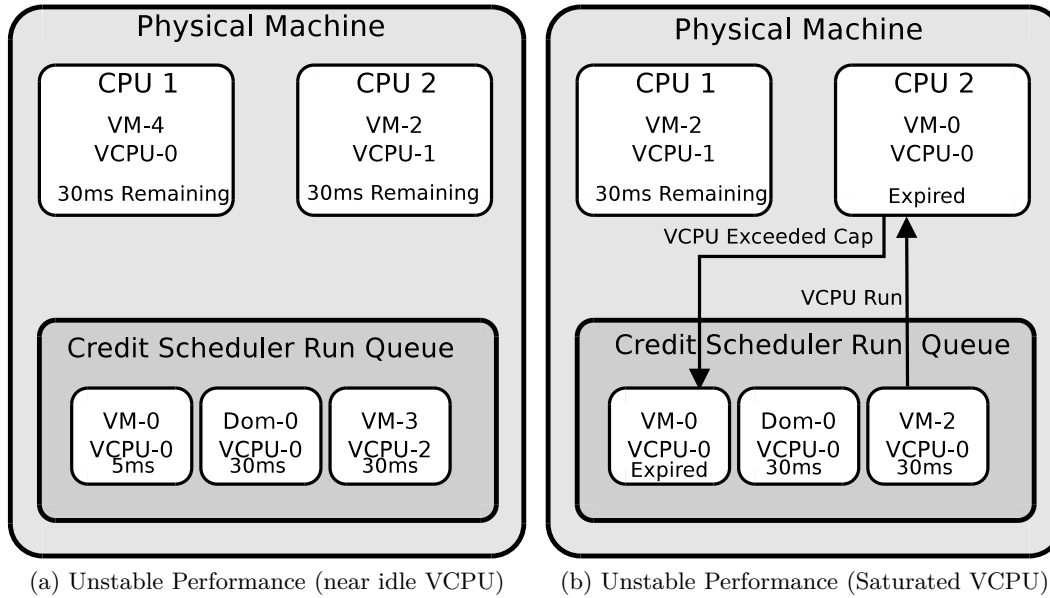 Physical Machine
CPU 1
VM-4
VCPU-0
30ms Remaining
CPU 2
VM-2
VCPU-1
30ms Remaining
Credit Scheduler Run Queue
VM-0
VCPU-0
5ms
Dom-0
VCPU-0
30ms
VM-3
VCPU-2
30ms
(a) Unstable Performance (near idle VCPU)
Physical Machine
CPU 1
VM-2
VCPU-1
30ms Remaining
CPU 2
VM-0
VCPU-0
Expired
VCPU Exceeded Cap
VCPU Run
Credit Scheduler Run Queue
VM-0
VCPU-0
Expired
Dom-0
VCPU-0
30ms
VM-2
VCPU-0
30ms
(b) Unstable Performance (Saturated VCPU)